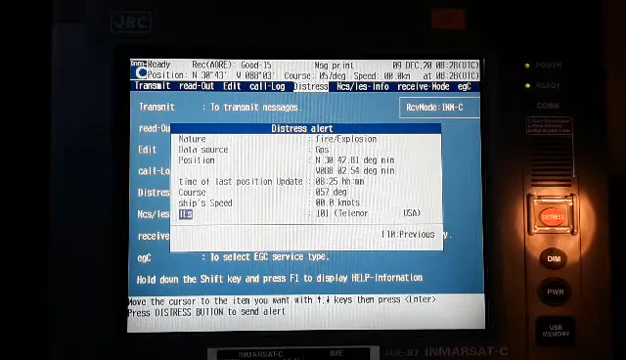 JRC
Inm-Ready Rec(AORE): Good-15 Msg print 09 DEC,20 08:28(UTC)
C Position: N 30°43' W 088°03' Course: 057deg Speed: 00.0kn at 08:28(UTC)
Transmit read-Out Edit call-Log Distress Ncs/les-info receive-Mode egC
Transmit : To transmit messages.
RcvMode: INM-C
read-Ou
Edit
call-Lo
Distres
Ncs/les
receive
egC : To select EGC service type.
Distress alert
Nature : Fire/Explosion
Data source : Gps
Position : N 30 42.81 deg min
W088 02.54 deg min
time of last position Update : 08:25 hh:mm
Course : 057 deg
ship's Speed : 00.0 knots
lEs : 101 (Telenor USA)
F10:Previous
Hold down the Shift key and press F1 to display HELP-information
Move the cursor to the item you want with ↑,↓ keys then press <Enter>
Press DISTRESS BUTTON to send alert
POWER
READY
COMM
DISTRESS
DIM
PWR
USB
MEMORY
INMARSAT-C JUE
JUE-87 INMARSAT-C